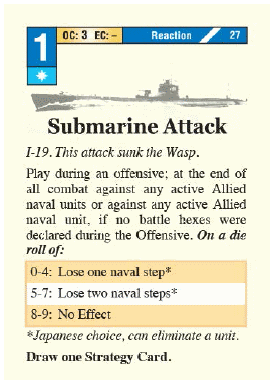 1
OC: 3 EC: –
Reaction
27
Submarine Attack
I-19. This attack sunk the Wasp.
Play during an offensive; at the end of
all combat against any active Allied
naval units or against any active Allied
naval unit, if no battle hexes were
declared during the Offensive. On a die
roll of:
0-4: Lose one naval step*
5-7: Lose two naval steps*
8-9: No Effect
*Japanese choice, can eliminate a unit.
Draw one Strategy Card.